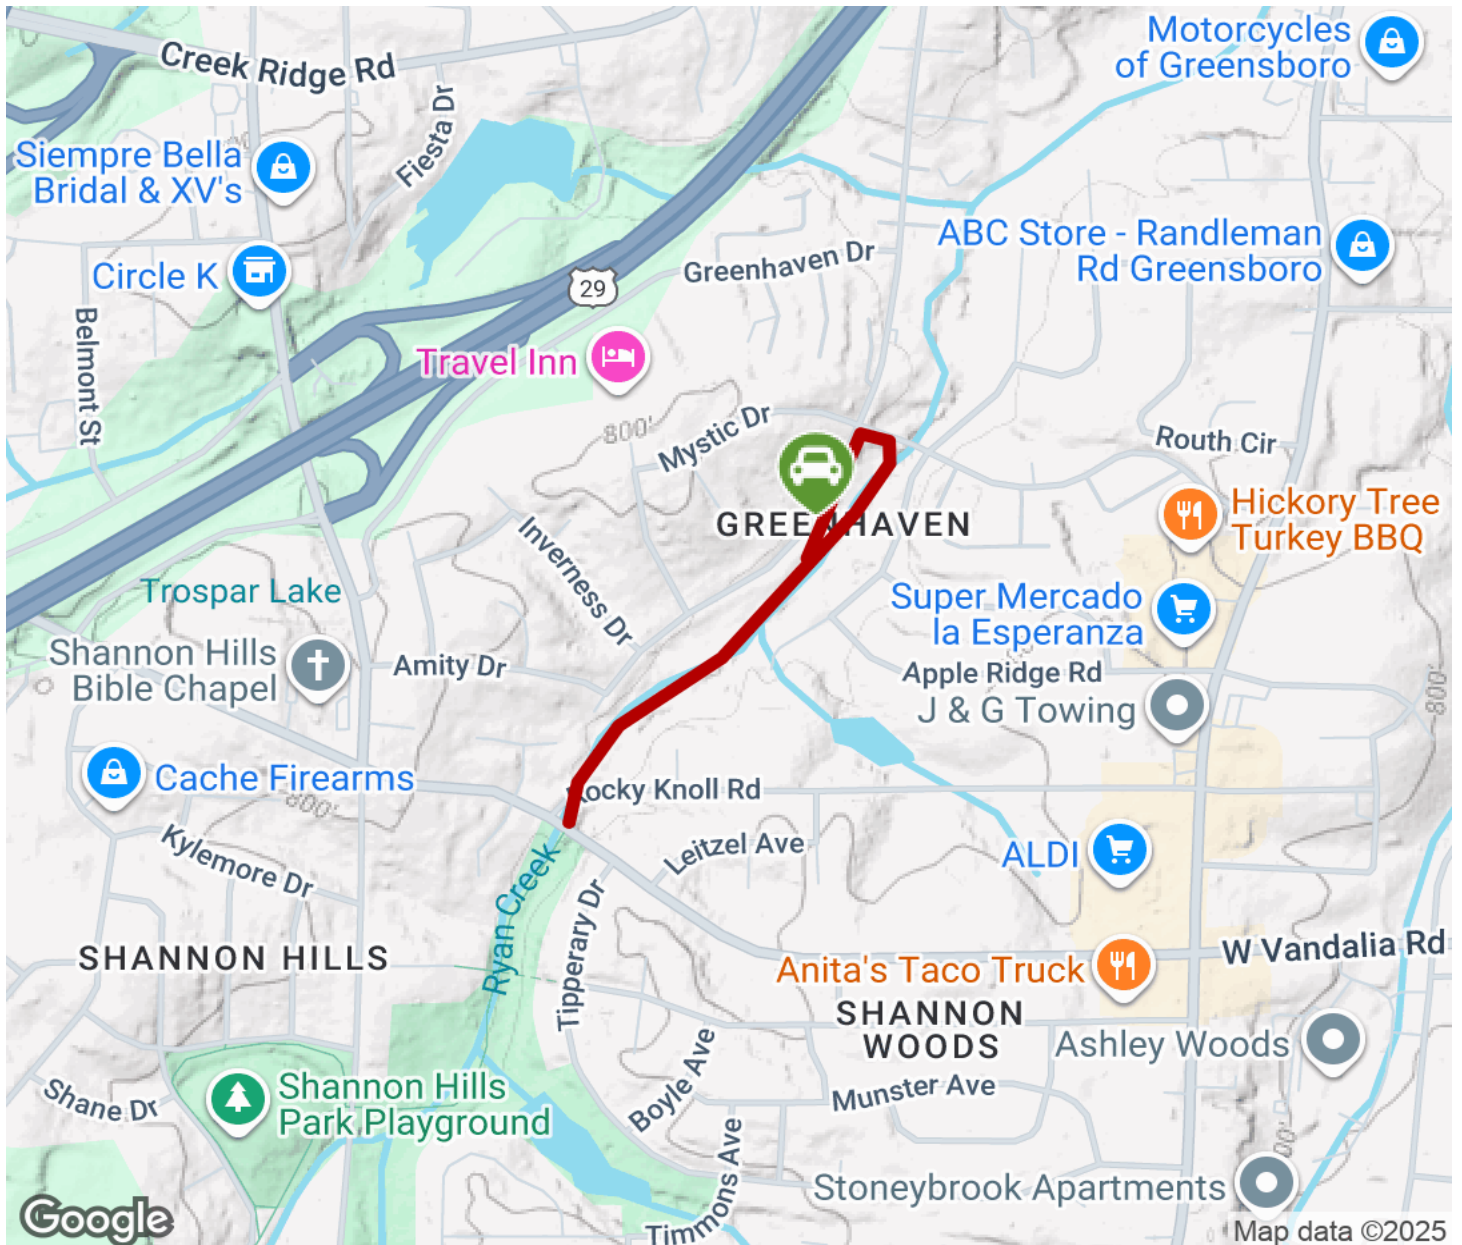 Motorcycles
of Greensboro
Creek Ridge Rd
Fiesta Dr
Siempre Bella
Bridal & XV's
Circle K
Greenhaven Dr
ABC Store - Randleman
Rd Greensboro
29
Belmont St
Travel Inn
800'
Mystic Dr
Routh Cir
Hickory Tree
Turkey BBQ
GREENHAVEN
Inverness Dr
Trospar Lake
Super Mercado
la Esperanza
Shannon Hills
Bible Chapel
Amity Dr
Apple Ridge Rd
J & G Towing
800'
Cache Firearms
800'
Rocky Knoll Rd
Kylemore Dr
Leitzel Ave
ALDI
Ryan Creek
Tipperary Dr
SHANNON HILLS
W Vandalia Rd
Anita's Taco Truck
SHANNON
WOODS
Ashley Woods
Shane Dr
Shannon Hills
Park Playground
Boyle Ave
Munster Ave
Timmons Ave
Stoneybrook Apartments
Timmons
Google
Map data ©2025